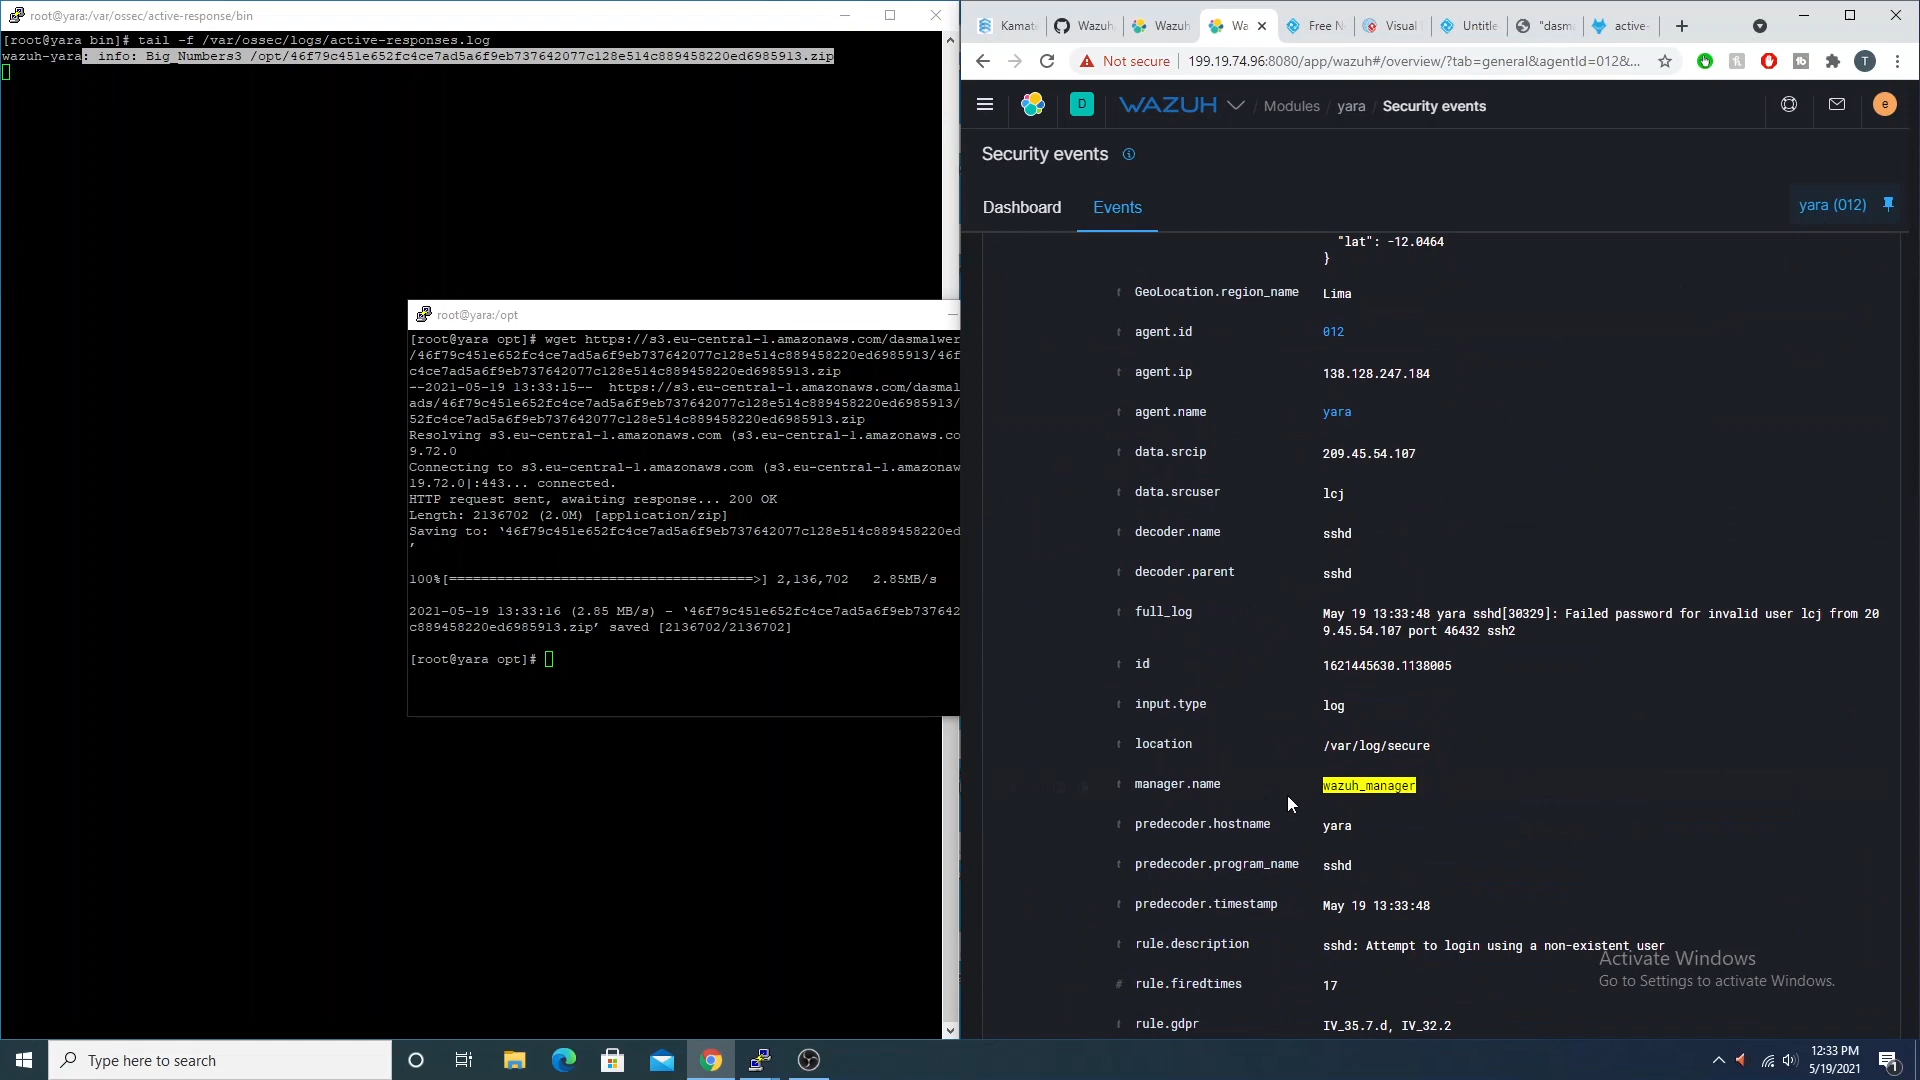 root@yara:/var/ossec/active-response/bin
[root@yara bin]# tail -f /var/ossec/logs/active-responses.log
wazuh-yara: info: Big_Numbers3 /opt/46f79c451e652fc4ce7ad5a6f9eb737642077c128e514c889458220ed6985913.zip
root@yara:/opt
[root@yara opt]# wget https://s3.eu-central-1.amazonaws.com/dasmalwer
/46f79c451e652fc4ce7ad5a6f9eb737642077c128e514c889458220ed6985913/46f
c4ce7ad5a6f9eb737642077c128e514c889458220ed6985913.zip
--2021-05-19 13:33:15--  https://s3.eu-central-1.amazonaws.com/dasmal
ads/46f79c451e652fc4ce7ad5a6f9eb737642077c128e514c889458220ed6985913/
52fc4ce7ad5a6f9eb737642077c128e514c889458220ed6985913.zip
Resolving s3.eu-central-1.amazonaws.com (s3.eu-central-1.amazonaws.co
9.72.0
Connecting to s3.eu-central-1.amazonaws.com (s3.eu-central-1.amazonaw
19.72.0|:443... connected.
HTTP request sent, awaiting response... 200 OK
Length: 2136702 (2.0M) [application/zip]
Saving to: ‘46f79c451e652fc4ce7ad5a6f9eb737642077c128e514c889458220ed
’
100%[======================================>] 2,136,702   2.85MB/s
2021-05-19 13:33:16 (2.85 MB/s) - ‘46f79c451e652fc4ce7ad5a6f9eb737642
c889458220ed6985913.zip’ saved [2136702/2136702]
[root@yara opt]#
Kamate
Wazuh
Wazuh
Wa
Free N
Visual
Untitle
"dasm
active-
Not secure
199.19.74.96:8080/app/wazuh#/overview/?tab=general&agentId=012&...
T
D
WAZUH
/ Modules / yara / Security events
e
Security events
Dashboard
Events
yara (012)
"lat": -12.0464
}
t GeoLocation.region_name Lima
t agent.id 012
t agent.ip 138.128.247.184
t agent.name yara
t data.srcip 209.45.54.107
t data.srcuser lcj
t decoder.name sshd
t decoder.parent sshd
t full_log May 19 13:33:48 yara sshd[30329]: Failed password for invalid user lcj from 20
9.45.54.107 port 46432 ssh2
t id 1621445630.1138005
t input.type log
t location /var/log/secure
t manager.name wazuh_manager
t predecoder.hostname yara
t predecoder.program_name sshd
t predecoder.timestamp May 19 13:33:48
t rule.description sshd: Attempt to login using a non-existent user
# rule.firedtimes 17
t rule.gdpr IV_35.7.d, IV_32.2
Activate Windows
Go to Settings to activate Windows.
Type here to search
12:33 PM
5/19/2021
1